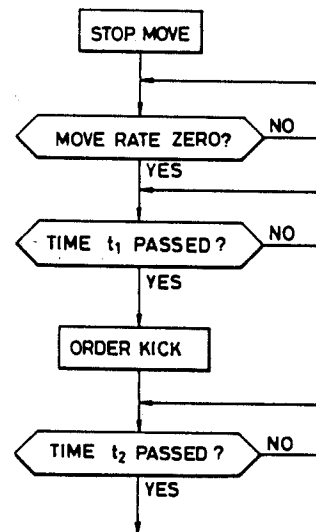 STOP MOVE
MOVE RATE ZERO?
NO
YES
TIME t₁ PASSED?
NO
YES
ORDER KICK
TIME t₂ PASSED?
NO
YES